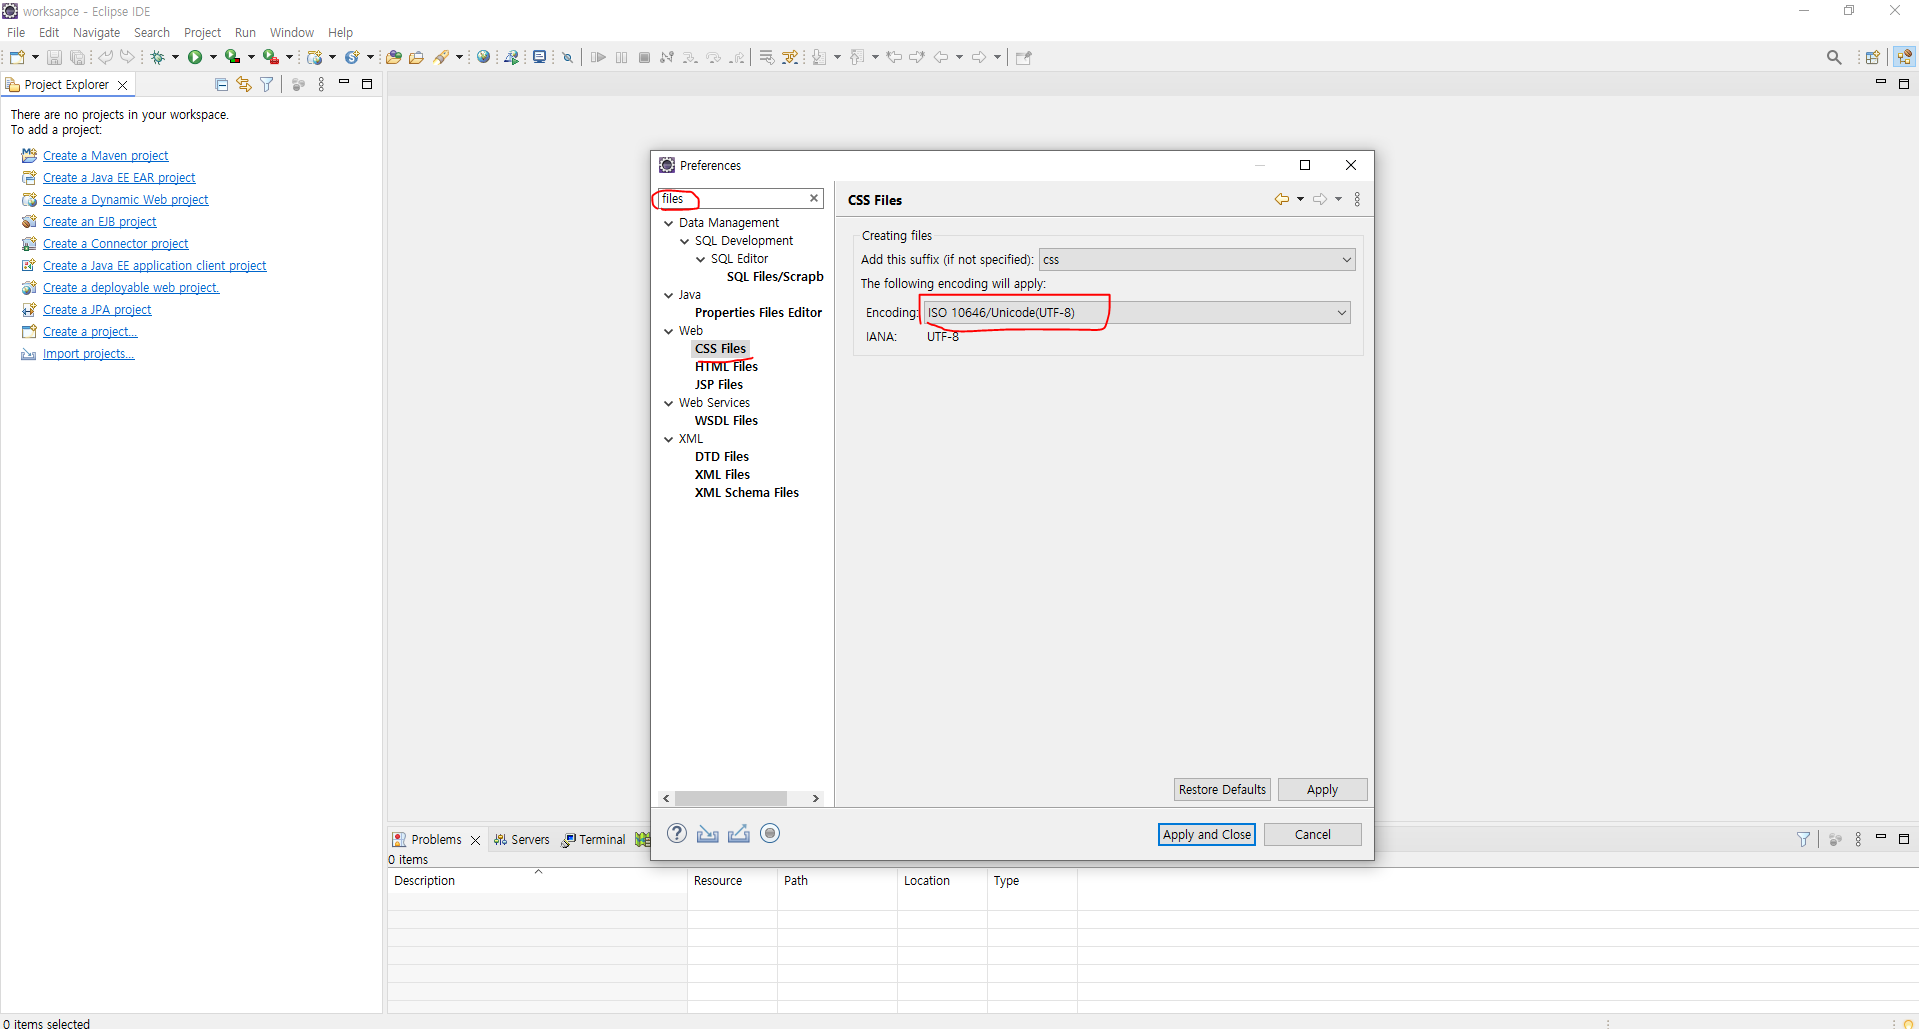 worksapce - Eclipse IDE
File Edit Navigate Search Project Run Window Help
Project Explorer
There are no projects in your workspace.
To add a project:
Create a Maven project
Create a Java EE EAR project
Create a Dynamic Web project
Create an EJB project
Create a Connector project
Create a Java EE application client project
Create a deployable web project.
Create a JPA project
Create a project...
Import projects...
Preferences
files
Data Management
SQL Development
SQL Editor
SQL Files/Scrapb
Java
Properties Files Editor
Web
CSS Files
HTML Files
JSP Files
Web Services
WSDL Files
XML
DTD Files
XML Files
XML Schema Files
CSS Files
Creating files
Add this suffix (if not specified): css
The following encoding will apply:
Encoding: ISO 10646/Unicode(UTF-8)
IANA: UTF-8
Restore Defaults Apply
Apply and Close Cancel
Problems Servers Terminal
0 items
Description Resource Path Location Type
0 items selected